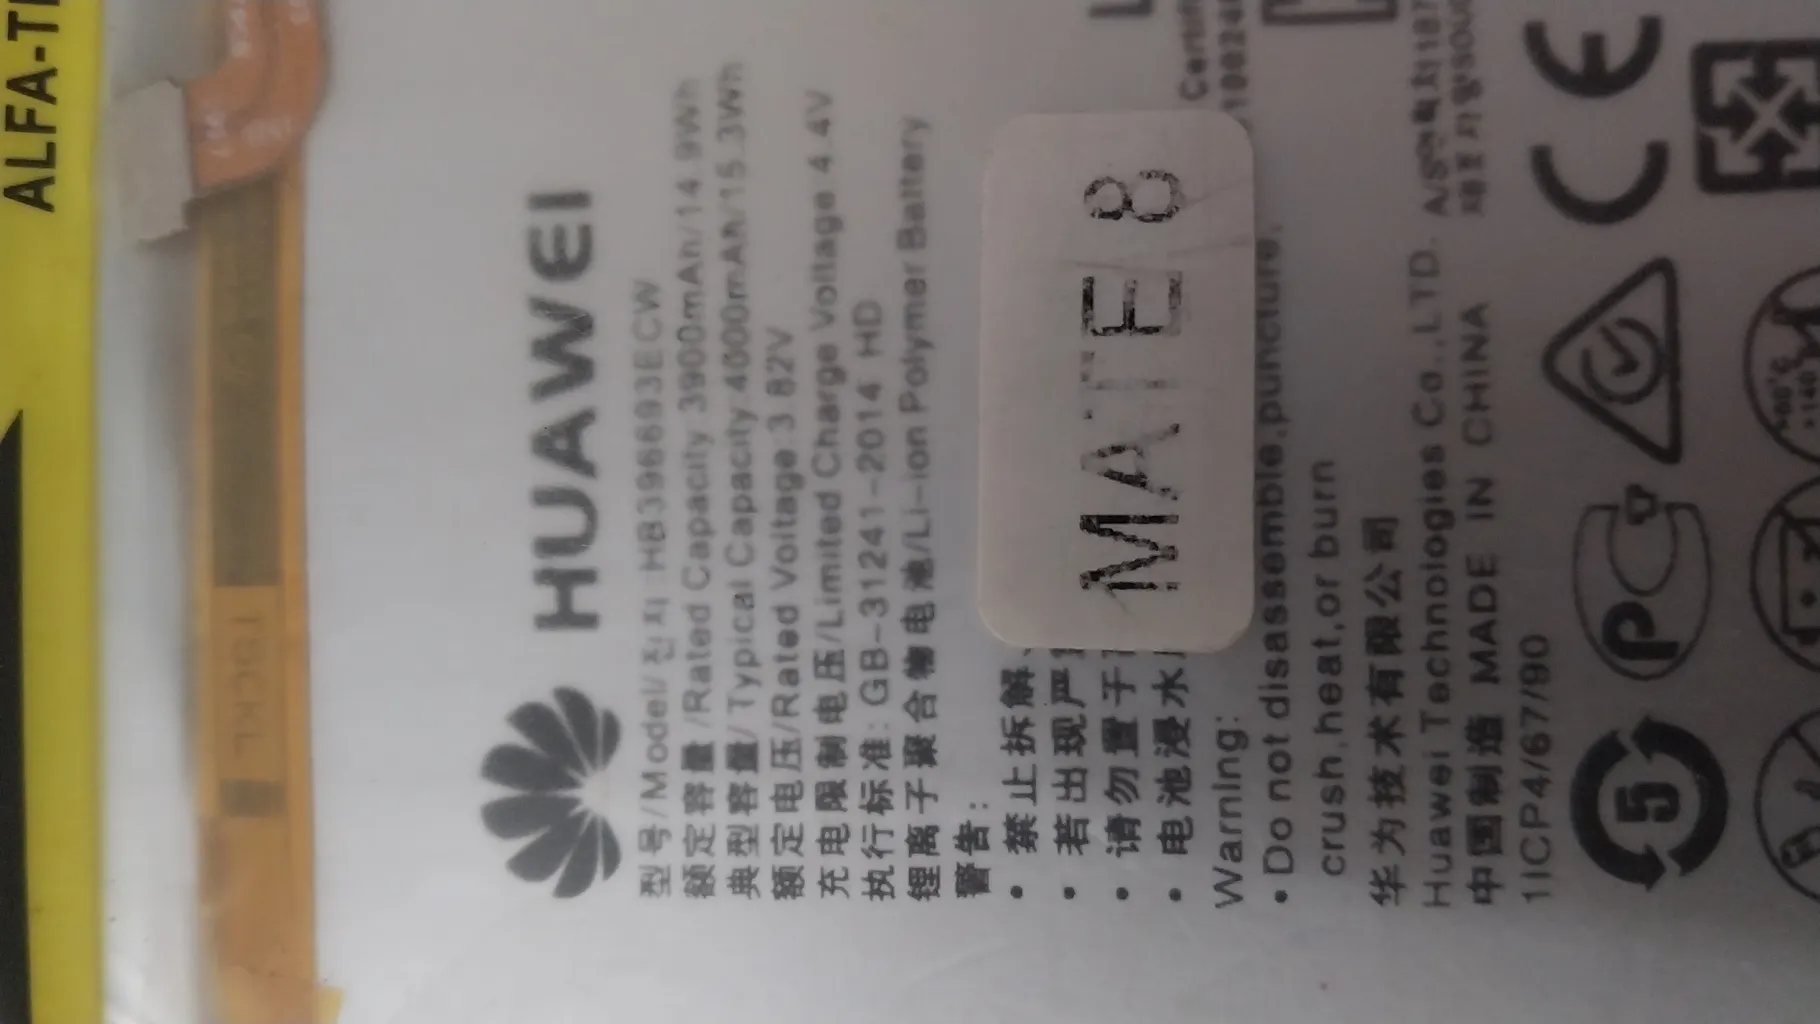 ALFA-T
HUAWEI
型号/Model/전지 HB396693ECW
额定容量/Rated Capacity 3900mAh/14.9Wh
典型容量/Typical Capacity 4000mAh/15.3Wh
额定电压/Rated Voltage:3.82V
充电限制电压/Limited Charge Voltage 4.4V
执行标准: GB-31241-2014 HD
锂离子聚合物电池/Li-ion Polymer Battery
警告:
• 禁止拆解、
• 若出现严
• 请勿置于
• 电池浸水
MATE 8
Warning:
• Do not disassemble,puncture,
crush,heat,or burn
华为技术有限公司
Huawei Technologies Co.,LTD.
中国制造 MADE IN CHINA
1ICP4/67/90
5
PC
CE